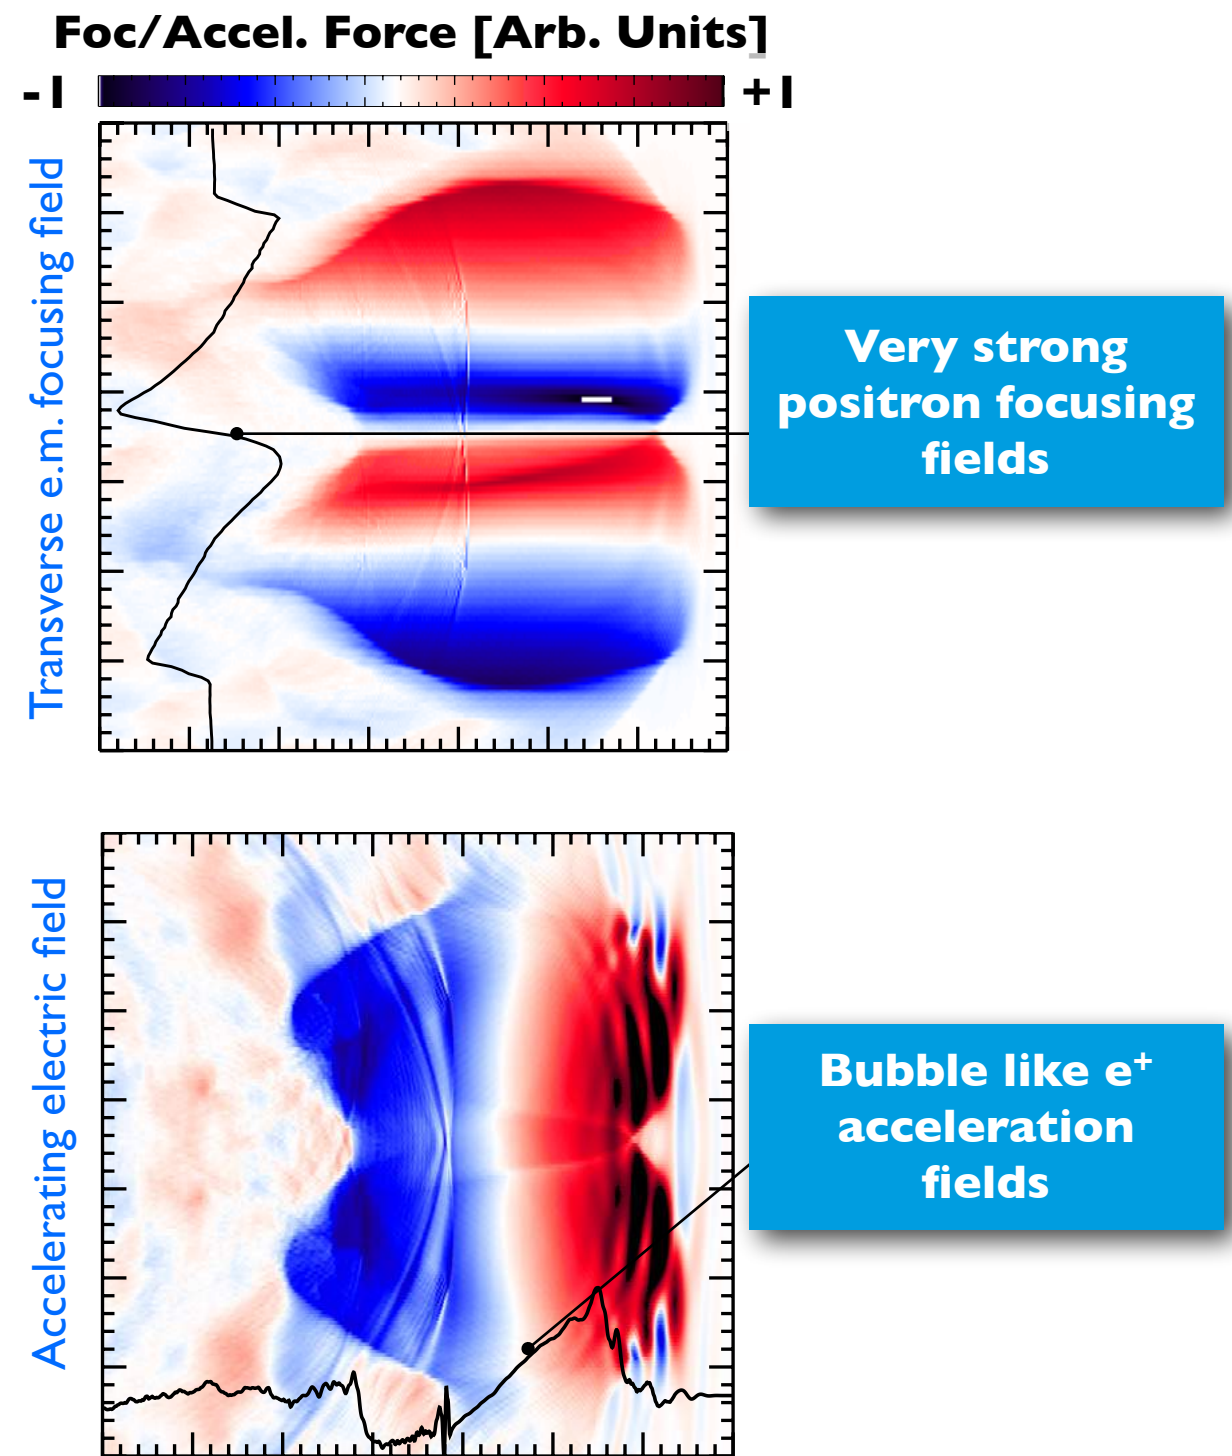 Foc/Accel. Force [Arb. Units]
-1 +1
Transverse e.m. focusing field
Very strong
positron focusing
fields
Accelerating electric field
Bubble like e⁺
acceleration
fields